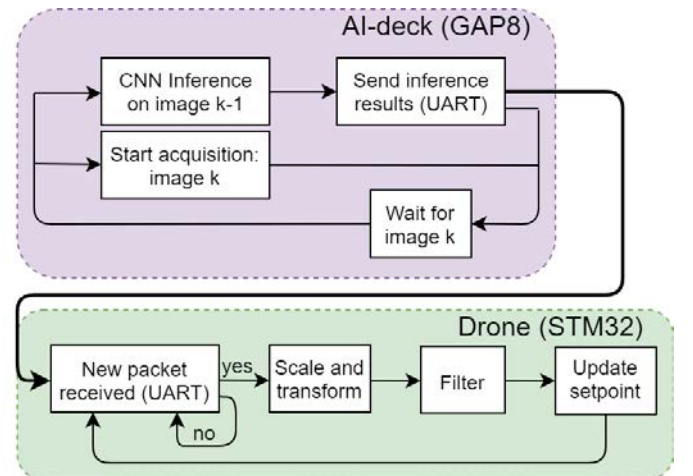 AI-deck (GAP8)
CNN Inference
on image k-1
Send inference
results (UART)
Start acquisition:
image k
Wait for
image k
Drone (STM32)
New packet
received (UART)
yes
no
Scale and
transform
Filter
Update
setpoint